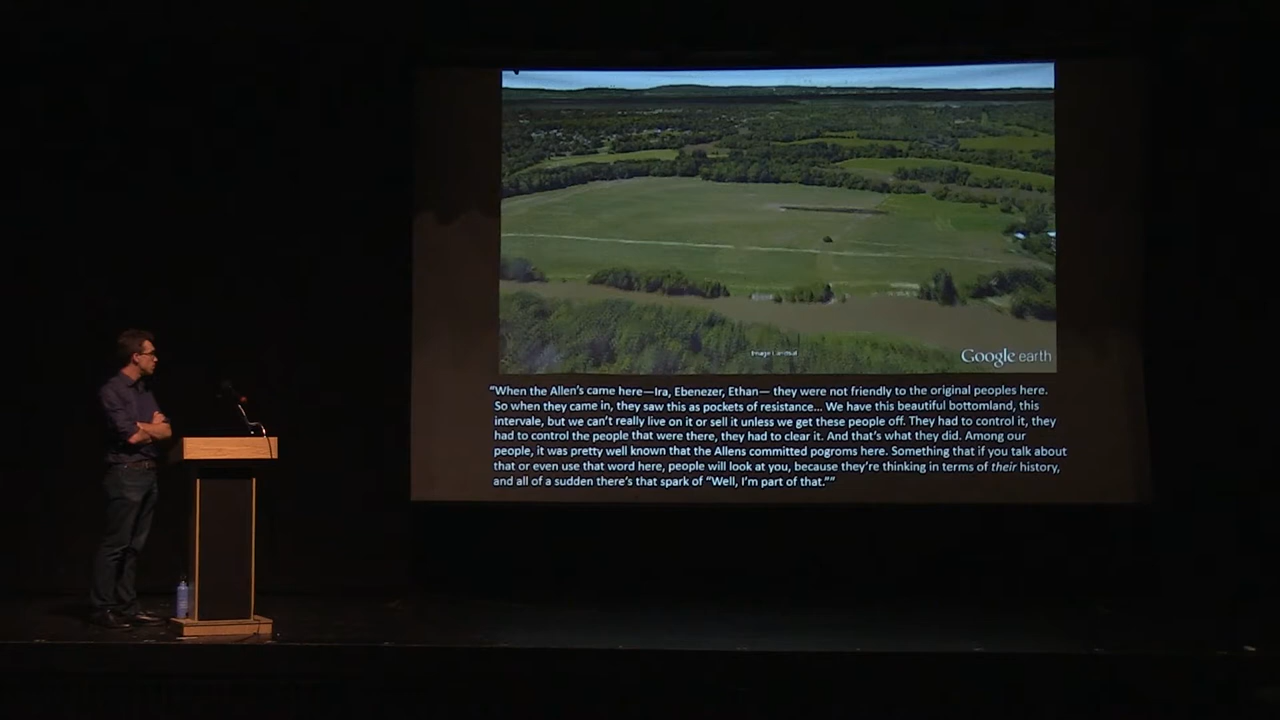 Google earth
"When the Allen's came here—Ira, Ebenezer, Ethan— they were not friendly to the original peoples here.
So when they came in, they saw this as pockets of resistance... We have this beautiful bottomland, this
intervale, but we can't really live on it or sell it unless we get these people off. They had to control it, they
had to control the people that were there, they had to clear it. And that's what they did. Among our
people, it was pretty well known that the Allens committed pogroms here. Something that if you talk about
that or even use that word here, people will look at you, because they're thinking in terms of their history,
and all of a sudden there's that spark of "Well, I'm part of that.""